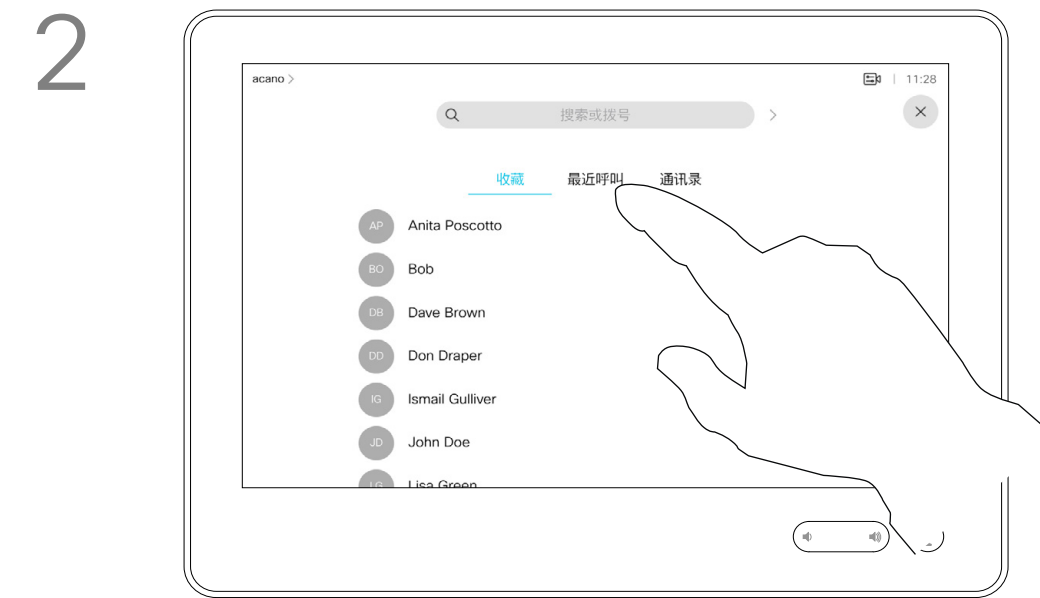 2
acano >
11:28
搜索或拨号
收藏 最近呼叫 通讯录
AP Anita Poscotto
BO Bob
DB Dave Brown
DD Don Draper
IG Ismail Gulliver
JD John Doe
LG Lisa Green